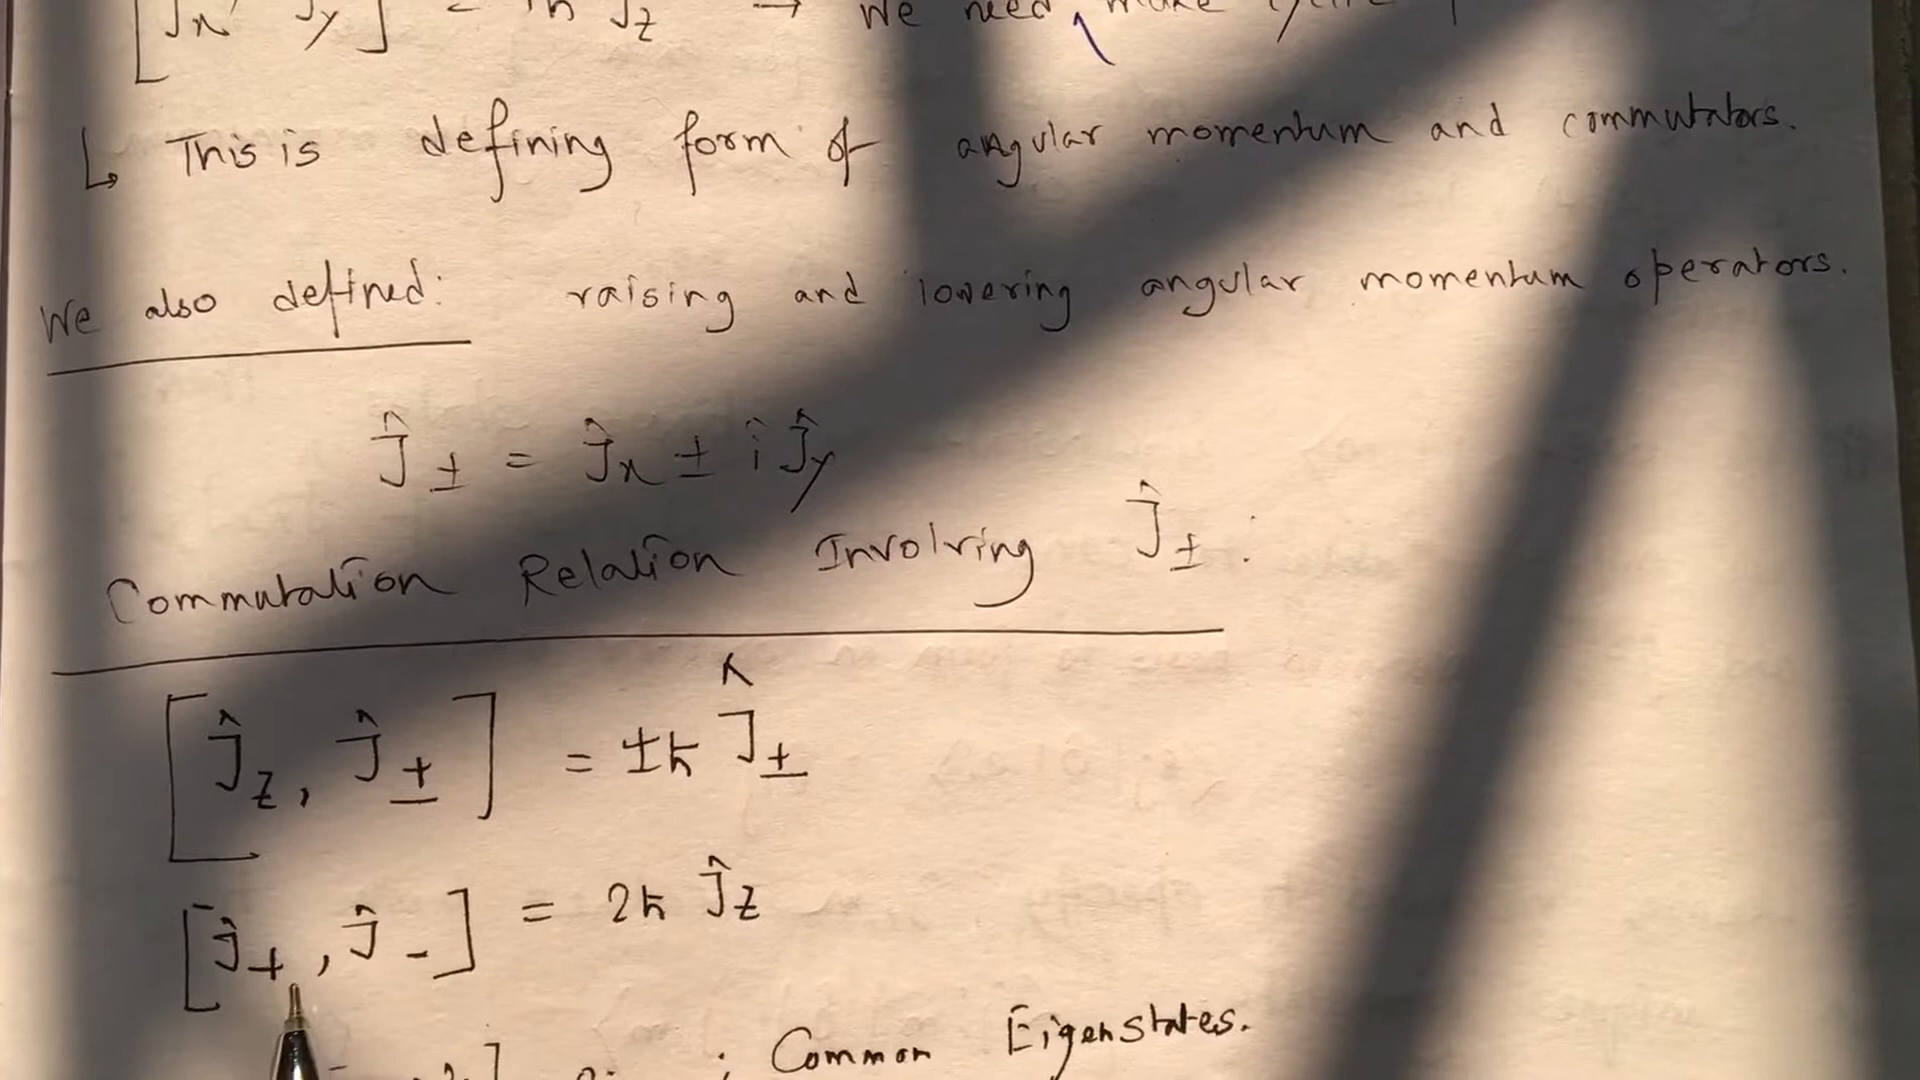 [Ĵx, Ĵy] = iħ Ĵz → We need make
↳ This is defining form of angular momentum and commutators.
We also defined: raising and lowering angular momentum operators.
Ĵ± = Ĵx ± iĴy
Commutation Relation Involving Ĵ± :
[Ĵz, Ĵ±] = ±ħ Ĵ±
[Ĵ+, Ĵ-] = 2ħ Ĵz
; Common Eigenstates.